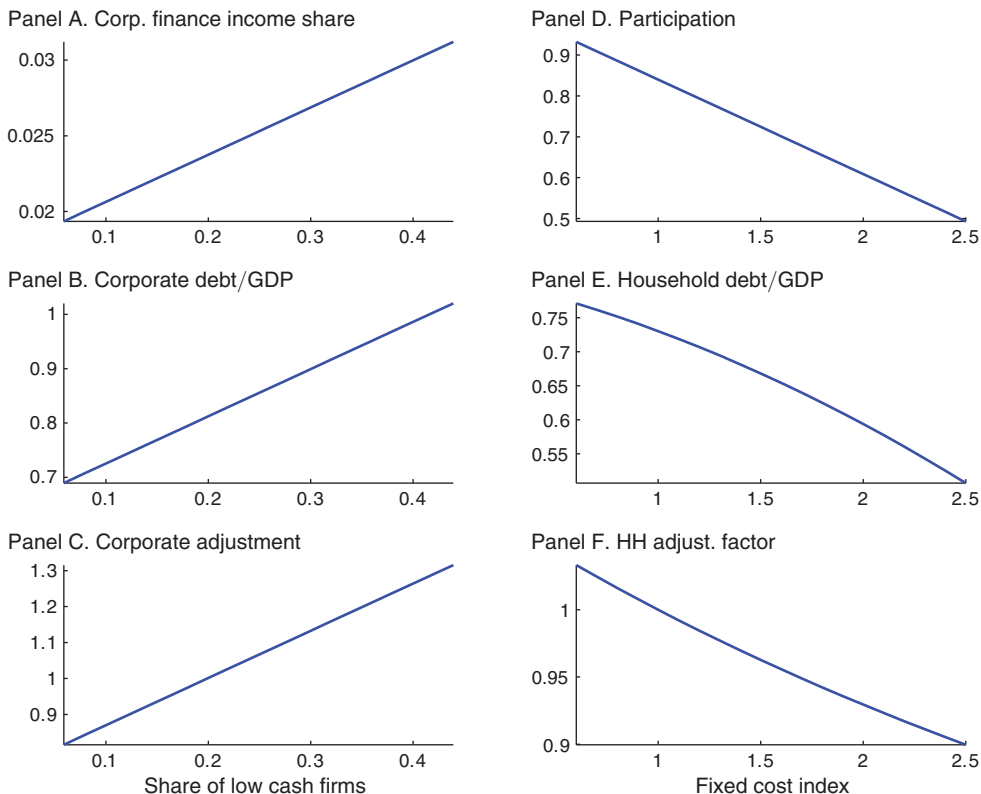 Panel A. Corp. finance income share
0.03
0.025
0.02
0.1 0.2 0.3 0.4
Panel B. Corporate debt/GDP
1
0.9
0.8
0.7
0.1 0.2 0.3 0.4
Panel C. Corporate adjustment
1.3
1.2
1.1
1
0.9
0.1 0.2 0.3 0.4
Share of low cash firms
Panel D. Participation
0.9
0.8
0.7
0.6
0.5
1 1.5 2 2.5
Panel E. Household debt/GDP
0.75
0.7
0.65
0.6
0.55
1 1.5 2 2.5
Panel F. HH adjust. factor
1
0.95
0.9
1 1.5 2 2.5
Fixed cost index